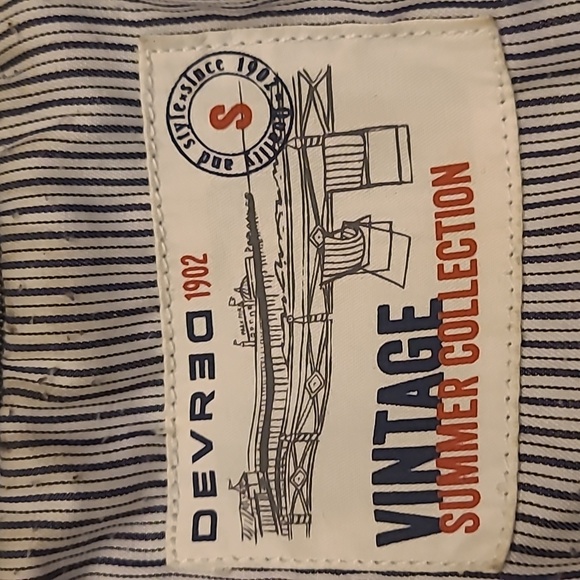 DEVRED
1902
style • since 1902 • Quality and
S
VINTAGE
SUMMER COLLECTION